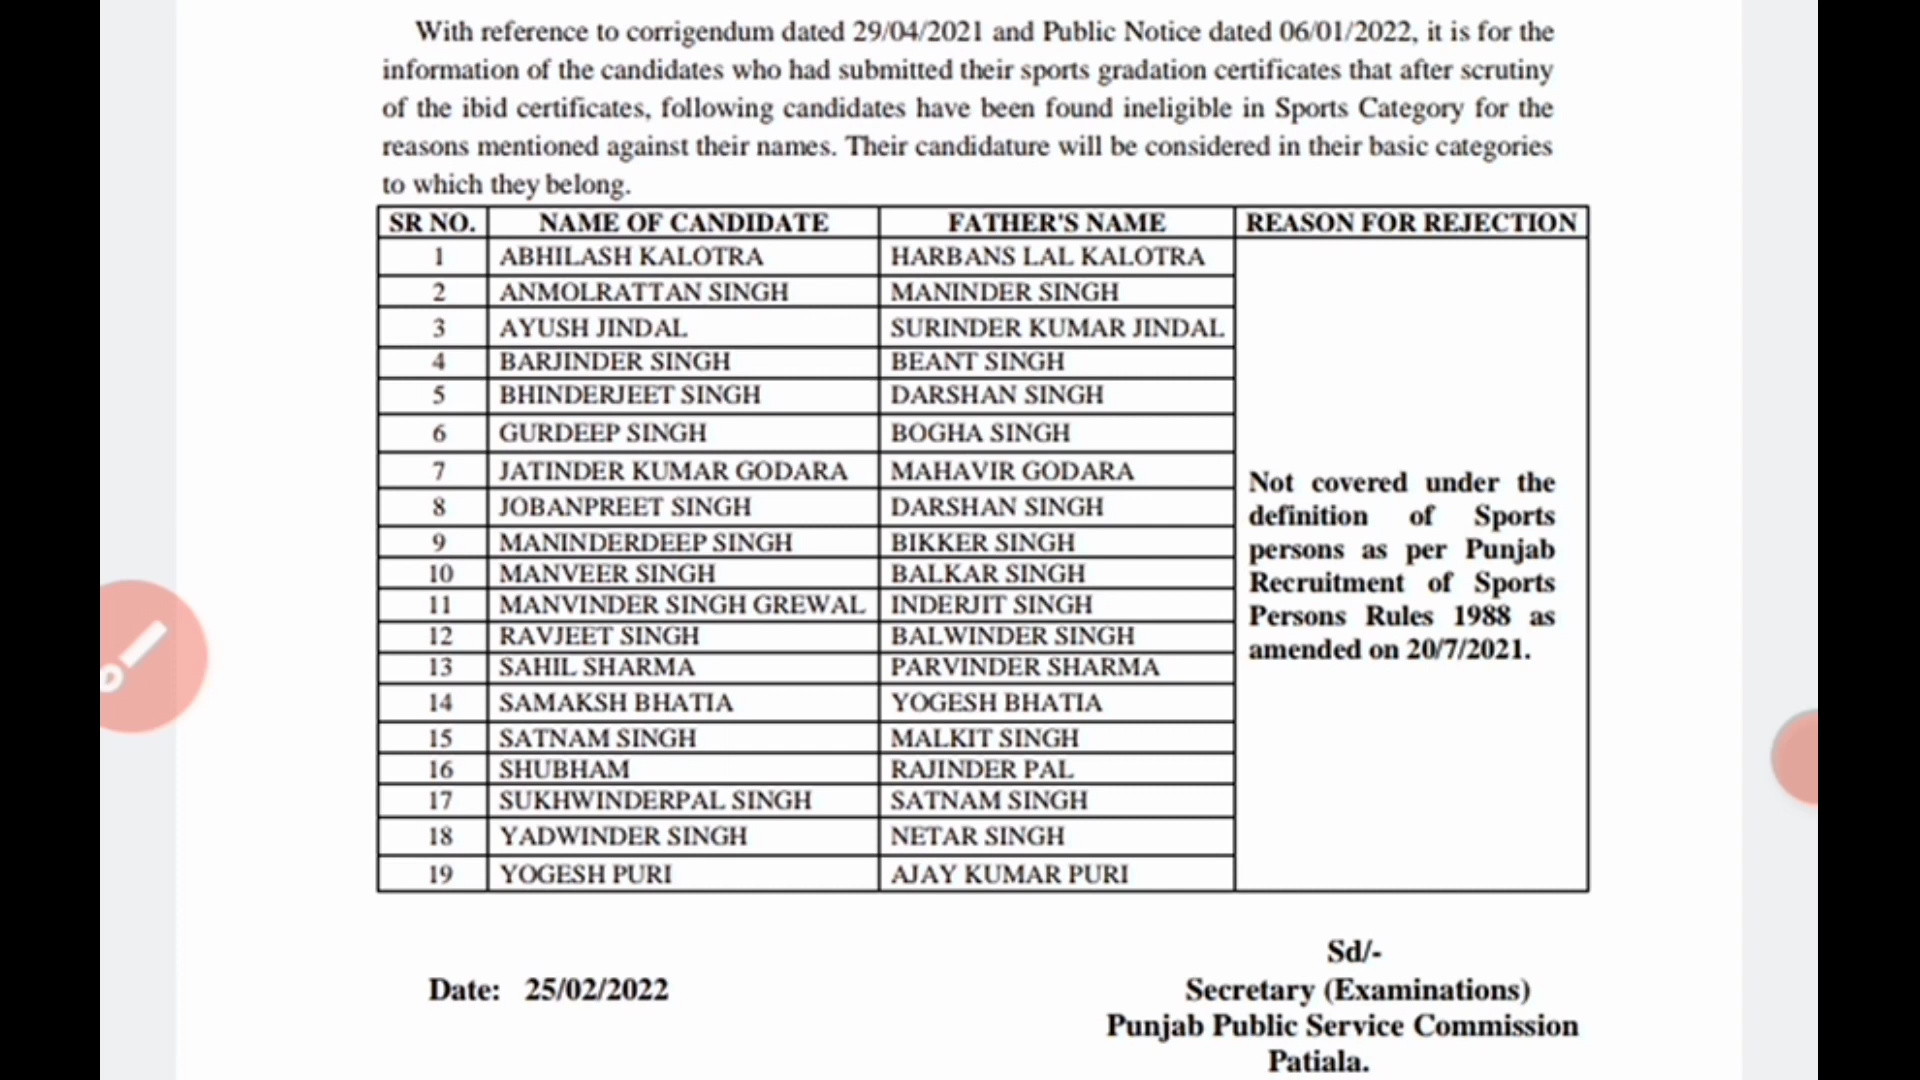 With reference to corrigendum dated 29/04/2021 and Public Notice dated 06/01/2022, it is for the
information of the candidates who had submitted their sports gradation certificates that after scrutiny
of the ibid certificates, following candidates have been found ineligible in Sports Category for the
reasons mentioned against their names. Their candidature will be considered in their basic categories
to which they belong.
SR NO. NAME OF CANDIDATE FATHER'S NAME REASON FOR REJECTION
1 ABHILASH KALOTRA HARBANS LAL KALOTRA
2 ANMOLRATTAN SINGH MANINDER SINGH
3 AYUSH JINDAL SURINDER KUMAR JINDAL
4 BARJINDER SINGH BEANT SINGH
5 BHINDERJEET SINGH DARSHAN SINGH
6 GURDEEP SINGH BOGHA SINGH
7 JATINDER KUMAR GODARA MAHAVIR GODARA
8 JOBANPREET SINGH DARSHAN SINGH
9 MANINDERDEEP SINGH BIKKER SINGH
10 MANVEER SINGH BALKAR SINGH
11 MANVINDER SINGH GREWAL INDERJIT SINGH
12 RAVJEET SINGH BALWINDER SINGH
13 SAHIL SHARMA PARVINDER SHARMA
14 SAMAKSH BHATIA YOGESH BHATIA
15 SATNAM SINGH MALKIT SINGH
16 SHUBHAM RAJINDER PAL
17 SUKHWINDERPAL SINGH SATNAM SINGH
18 YADWINDER SINGH NETAR SINGH
19 YOGESH PURI AJAY KUMAR PURI
Not covered under the
definition of Sports
persons as per Punjab
Recruitment of Sports
Persons Rules 1988 as
amended on 20/7/2021.
Sd/-
Date: 25/02/2022 Secretary (Examinations)
Punjab Public Service Commission
Patiala.